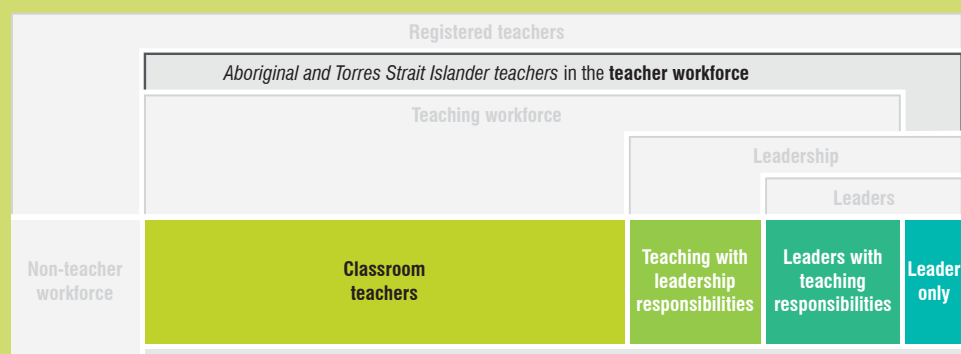 Registered teachers
Aboriginal and Torres Strait Islander teachers in the teacher workforce
Teaching workforce
Leadership
Leaders
Non-teacher
workforce
Classroom
teachers
Teaching with
leadership
responsibilities
Leaders with
teaching
responsibilities
Leader
only